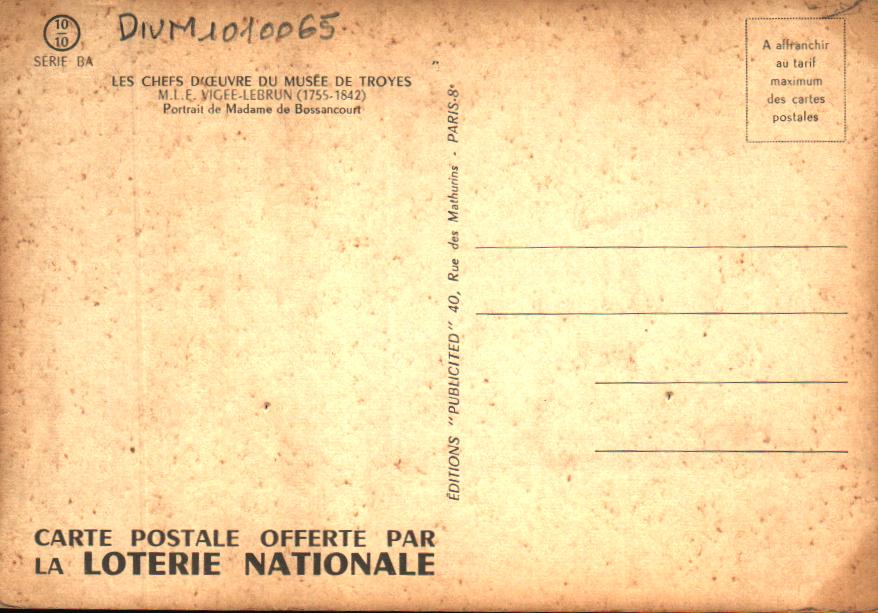 10
10
SÉRIE BA
DIVM1010065
LES CHEFS D'ŒUVRE DU MUSÉE DE TROYES
M.L.E. VIGEE-LEBRUN (1755-1842)
Portrait de Madame de Bossancourt
CARTE POSTALE OFFERTE PAR
LA LOTERIE NATIONALE
ÉDITIONS "PUBLICITED" 40, Rue des Mathurins - PARIS-8e
A affranchir
au tarif
maximum
des cartes
postales